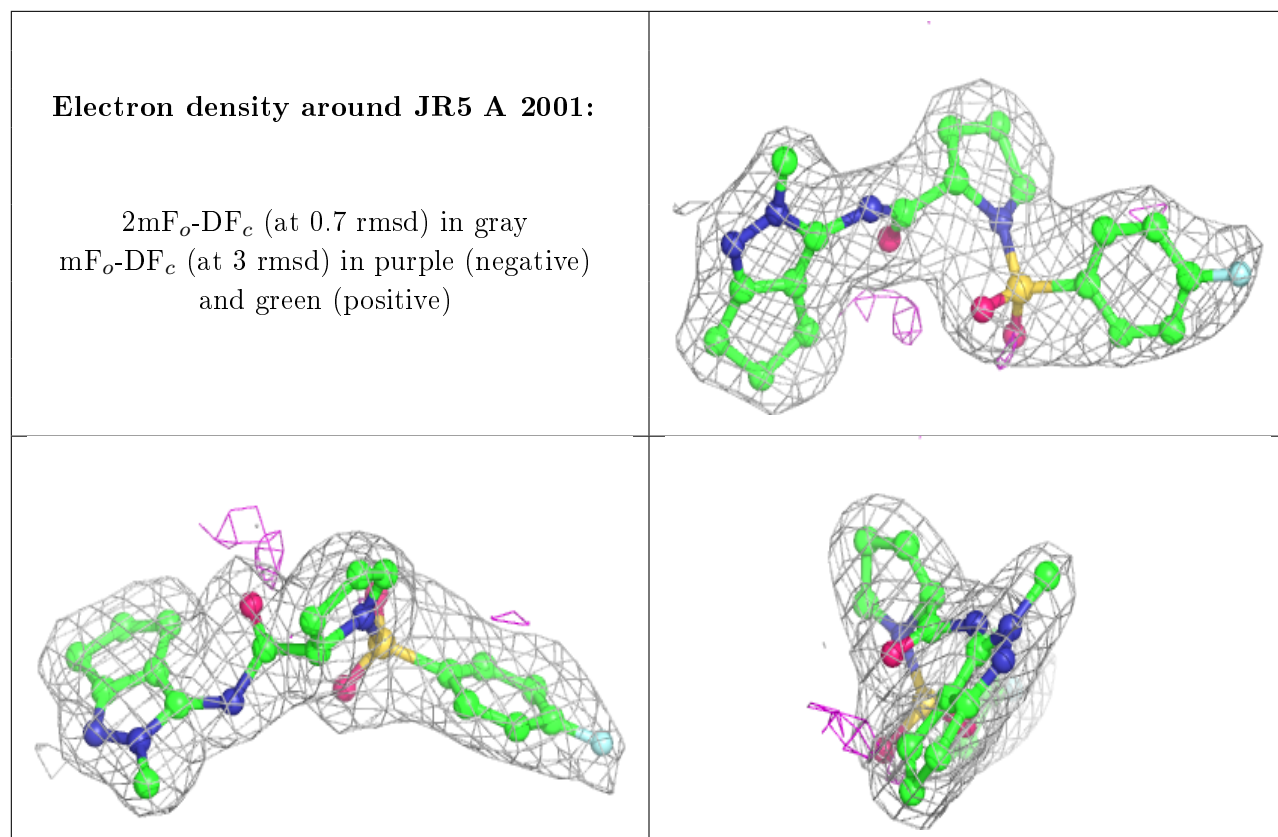 Electron density around JR5 A 2001:
2mFo-DFc (at 0.7 rmsd) in gray
mFo-DFc (at 3 rmsd) in purple (negative)
and green (positive)